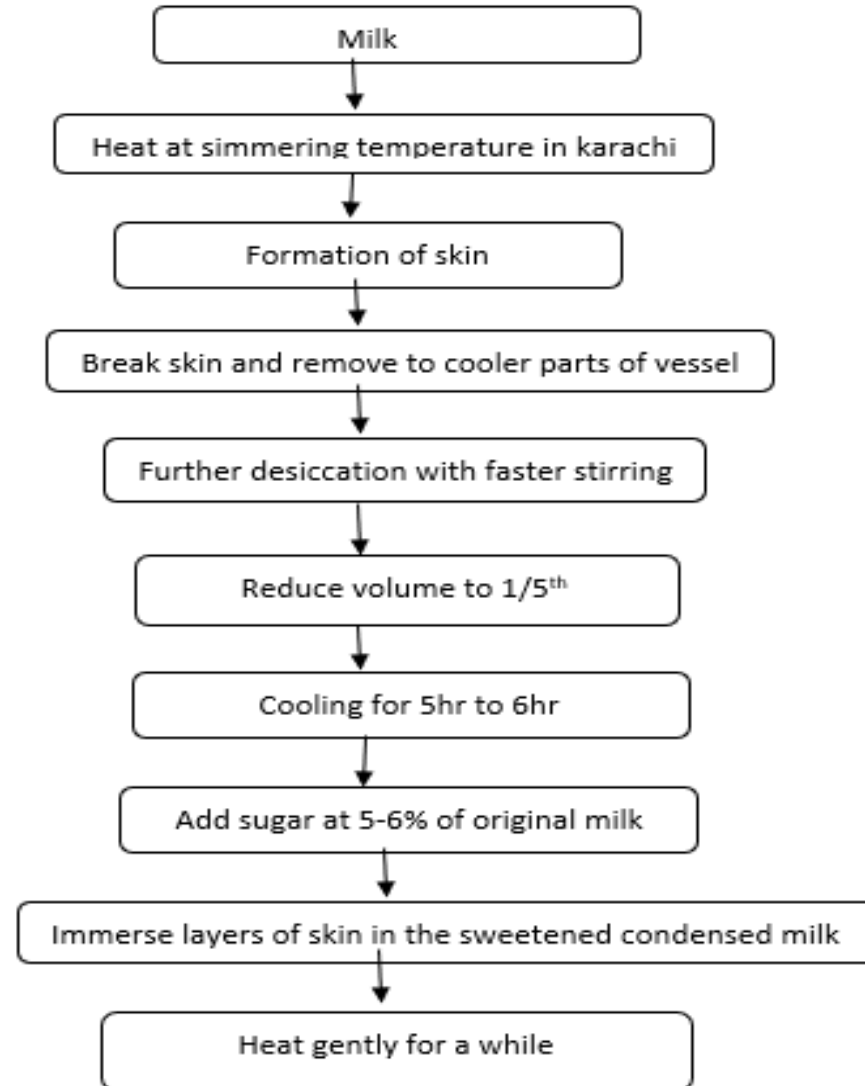 Milk
Heat at simmering temperature in karachi
Formation of skin
Break skin and remove to cooler parts of vessel
Further desiccation with faster stirring
Reduce volume to 1/5ᵗʰ
Cooling for 5hr to 6hr
Add sugar at 5-6% of original milk
Immerse layers of skin in the sweetened condensed milk
Heat gently for a while